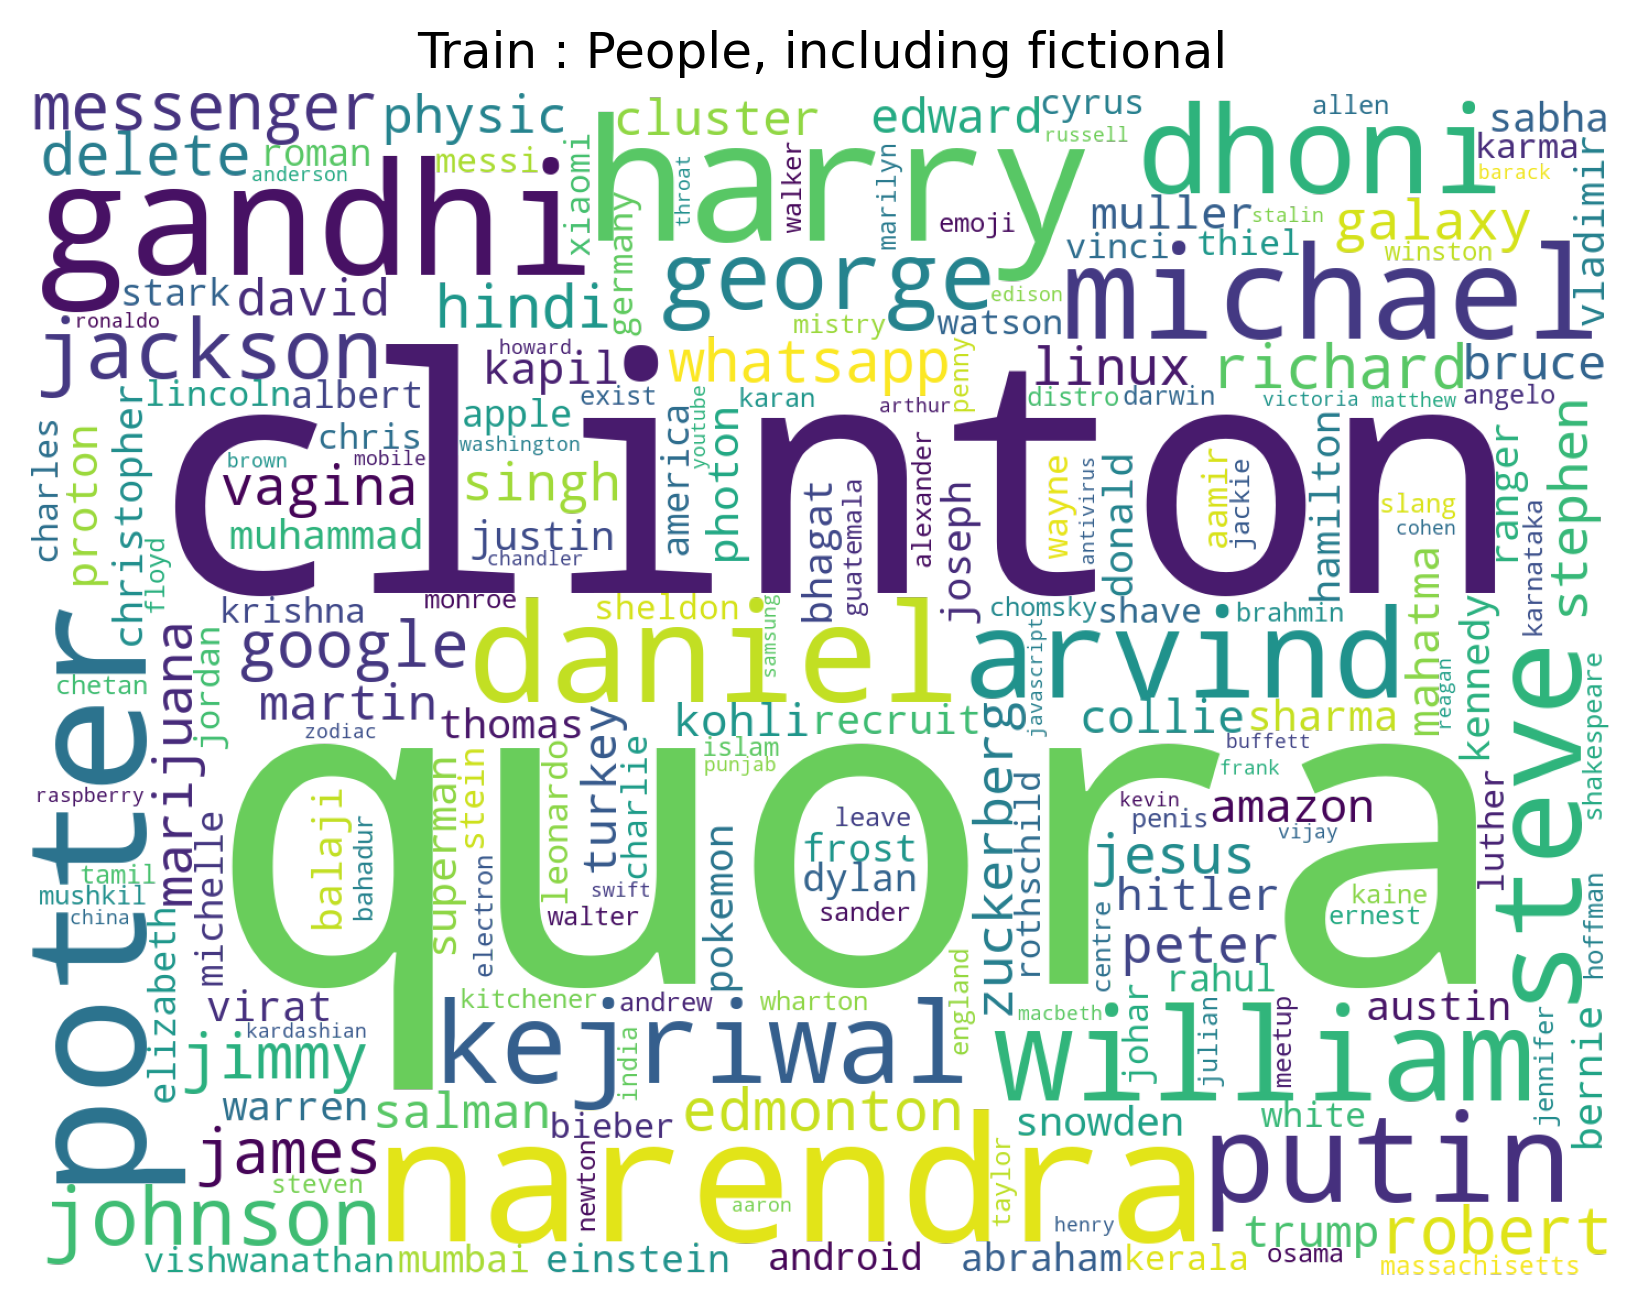 Train : People, including fictional
messenger
physic
cluster
edward
cyrus
allen
sabha
delete
roman
anderson
messi
xiaomi
harry
throat
walker
marilyn
russell
emoji
dhoni
karma
barack
vladimir
gandhi
germany
muller
stalin
galaxy
vinci
thiel
winston
stark
david
hindi
george
edison
michael
ronaldo
mistry
watson
jackson
howard
kapil
whatsapp
penny
linux
richard
bruce
lincoln
albert
exist
youtube
karan
arthur
distro
darwin
victoria
matthew
angelo
charles
proton
christopher
chris
apple
washington
america
photon
clinton
brown
mobile
vagina
singh
alexander
wayne
antivirus
donald
aamir
jackie
hamilton
slang
cohen
ranger
stephen
muhammad
justin
chandler
bhagat
guatemala
joseph
karnataka
floyd
krishna
monroe
sheldon
samsung
chomsky
shave
brahmin
mahatma
kennedy
potter
marijuana
jordan
google
daniel
arvind
javascript
reagan
steve
shakespeare
chetan
martin
zodiac
thomas
kohli
recruit
zuckerberg
collie
sharma
islam
punjab
buffett
frank
raspberry
quora
superman
stein
leonardo
turkey
charlie
rothschild
kevin
penis
amazon
vijay
luther
balaji
bahadur
leave
frost
dylan
sander
jesus
hitler
kaine
ernest
tamil
mushkil
china
michelle
elizabeth
electron
swift
walter
pokemon
centre
peter
hoffman
rahul
virat
kardashian
kitchener
andrew
wharton
england
macbeth
austin
jimmy
kejriwal
india
william
johar
julian
meetup
jennifer
bernie
warren
salman
bieber
edmonton
snowden
white
james
steven
narendra
newton
aaron
taylor
putin
johnson
henry
trump
robert
vishwanathan
mumbai
einstein
android
abraham
kerala
osama
massachisetts